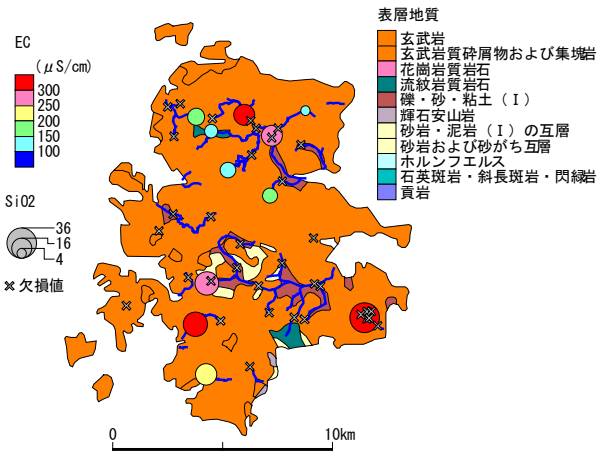 表層地質
EC
(μS/cm)
300
250
200
150
100
玄武岩
玄武岩質砕屑物および集塊岩
花崗岩質岩石
流紋岩質岩石
礫・砂・粘土（Ⅰ）
輝石安山岩
砂岩・泥岩（Ⅰ）の互層
砂岩および砂がち互層
ホルンフェルス
石英斑岩・斜長斑岩・閃緑岩
頁岩
SiO2
36
16
4
欠損値
0
10km